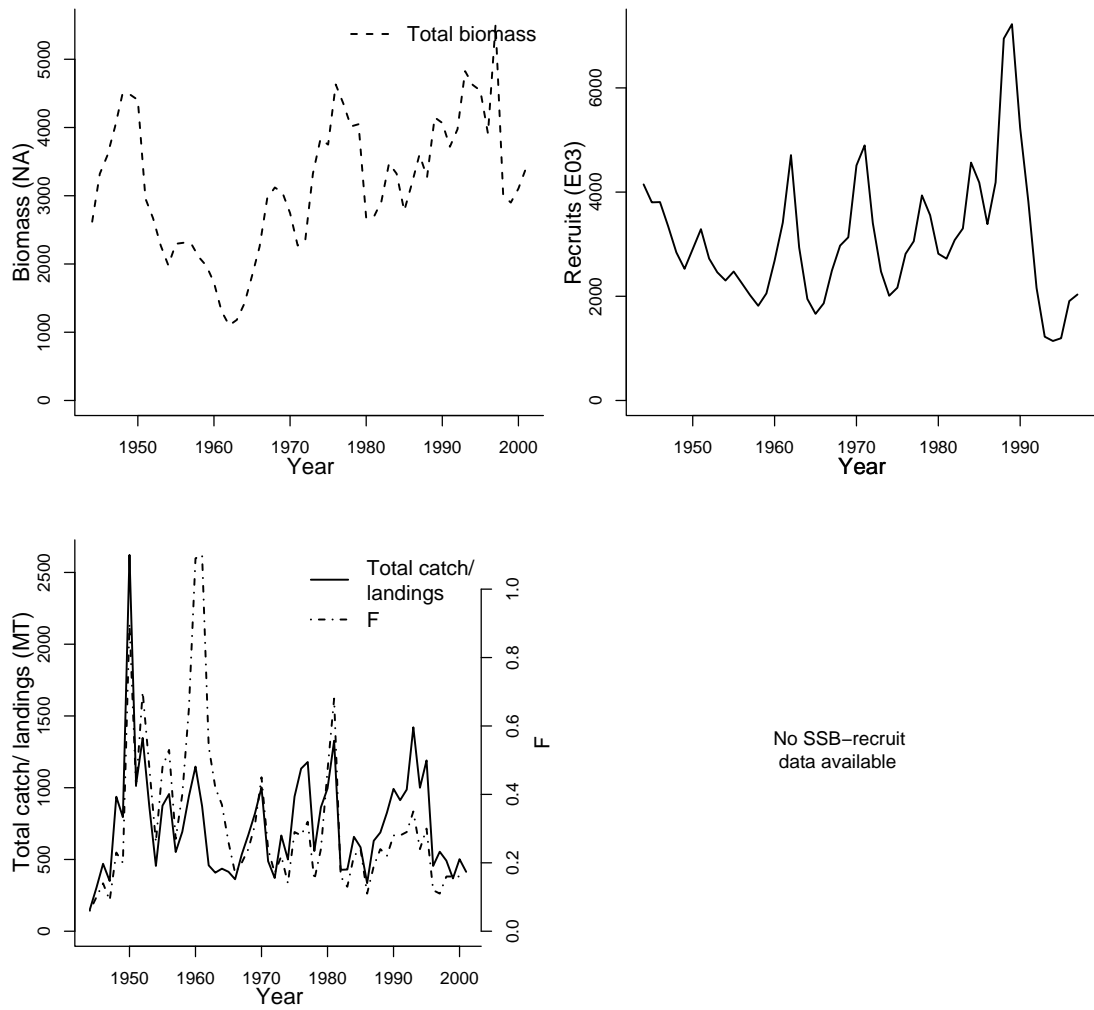 Total biomass
Biomass (NA)
0 1000 2000 3000 4000 5000
1950 1960 1970 1980 1990 2000
Year
Recruits (E03)
0 2000 4000 6000
1950 1960 1970 1980 1990
Year
Total catch/
landings
F
Total catch/ landings (MT)
0 500 1000 1500 2000 2500
0.0 0.2 0.4 0.6 0.8 1.0
F
1950 1960 1970 1980 1990 2000
Year
No SSB−recruit
data available